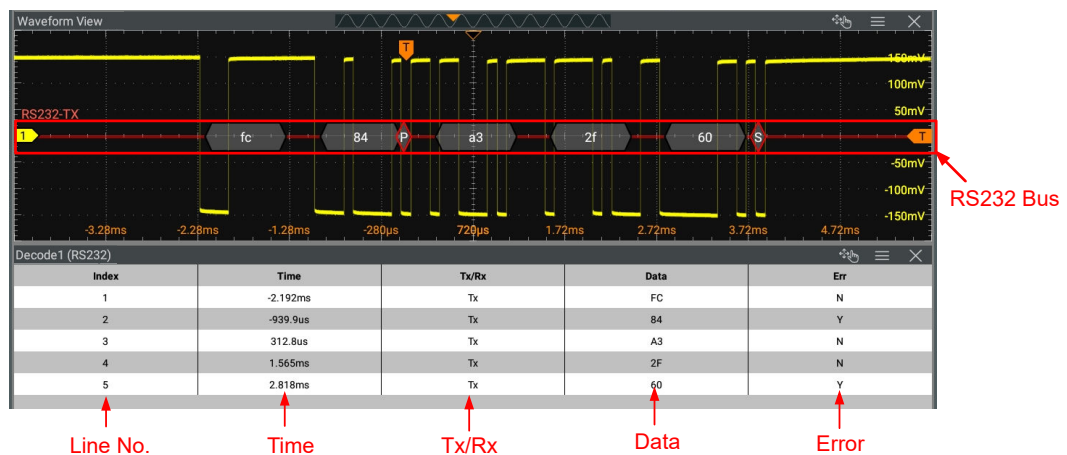 Waveform View
T
150mV
100mV
50mV
RS232-TX
1 fc 84 P a3 2f 60 S T
-50mV
RS232 Bus
-100mV
-150mV
-3.28ms -2.28ms -1.28ms -280µs 720µs 1.72ms 2.72ms 3.72ms 4.72ms
Decode1 (RS232)
Index Time Tx/Rx Data Err
1 -2.192ms Tx FC N
2 -939.9us Tx 84 Y
3 312.8us Tx A3 N
4 1.565ms Tx 2F N
5 2.818ms Tx 60 Y
Line No. Time Tx/Rx Data Error